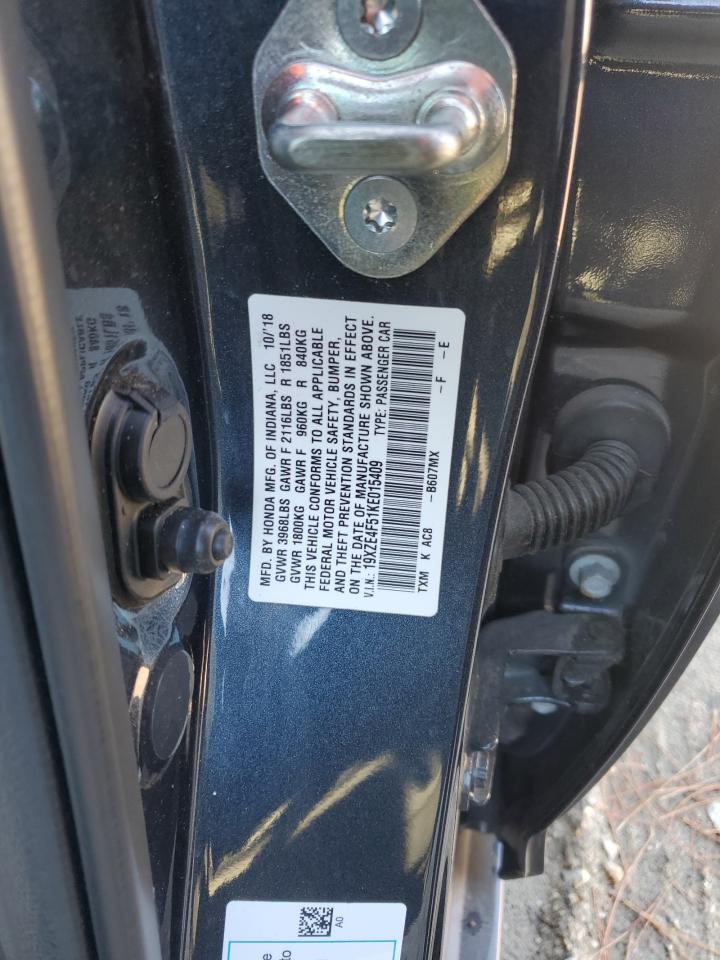 MFD. BY HONDA MFG. OF INDIANA, LLC 10/'18
GVWR 3968LBS GAWR F 2116LBS R 1851LBS
GVWR 1800KG GAWR F 960KG R 840KG
THIS VEHICLE CONFORMS TO ALL APPLICABLE
FEDERAL MOTOR VEHICLE SAFETY, BUMPER,
AND THEFT PREVENTION STANDARDS IN EFFECT
ON THE DATE OF MANUFACTURE SHOWN ABOVE.
V.I.N.: 19XZE4F51KE015409 TYPE: PASSENGER CAR
TXM K AC8 -B607MX -F -E
A0